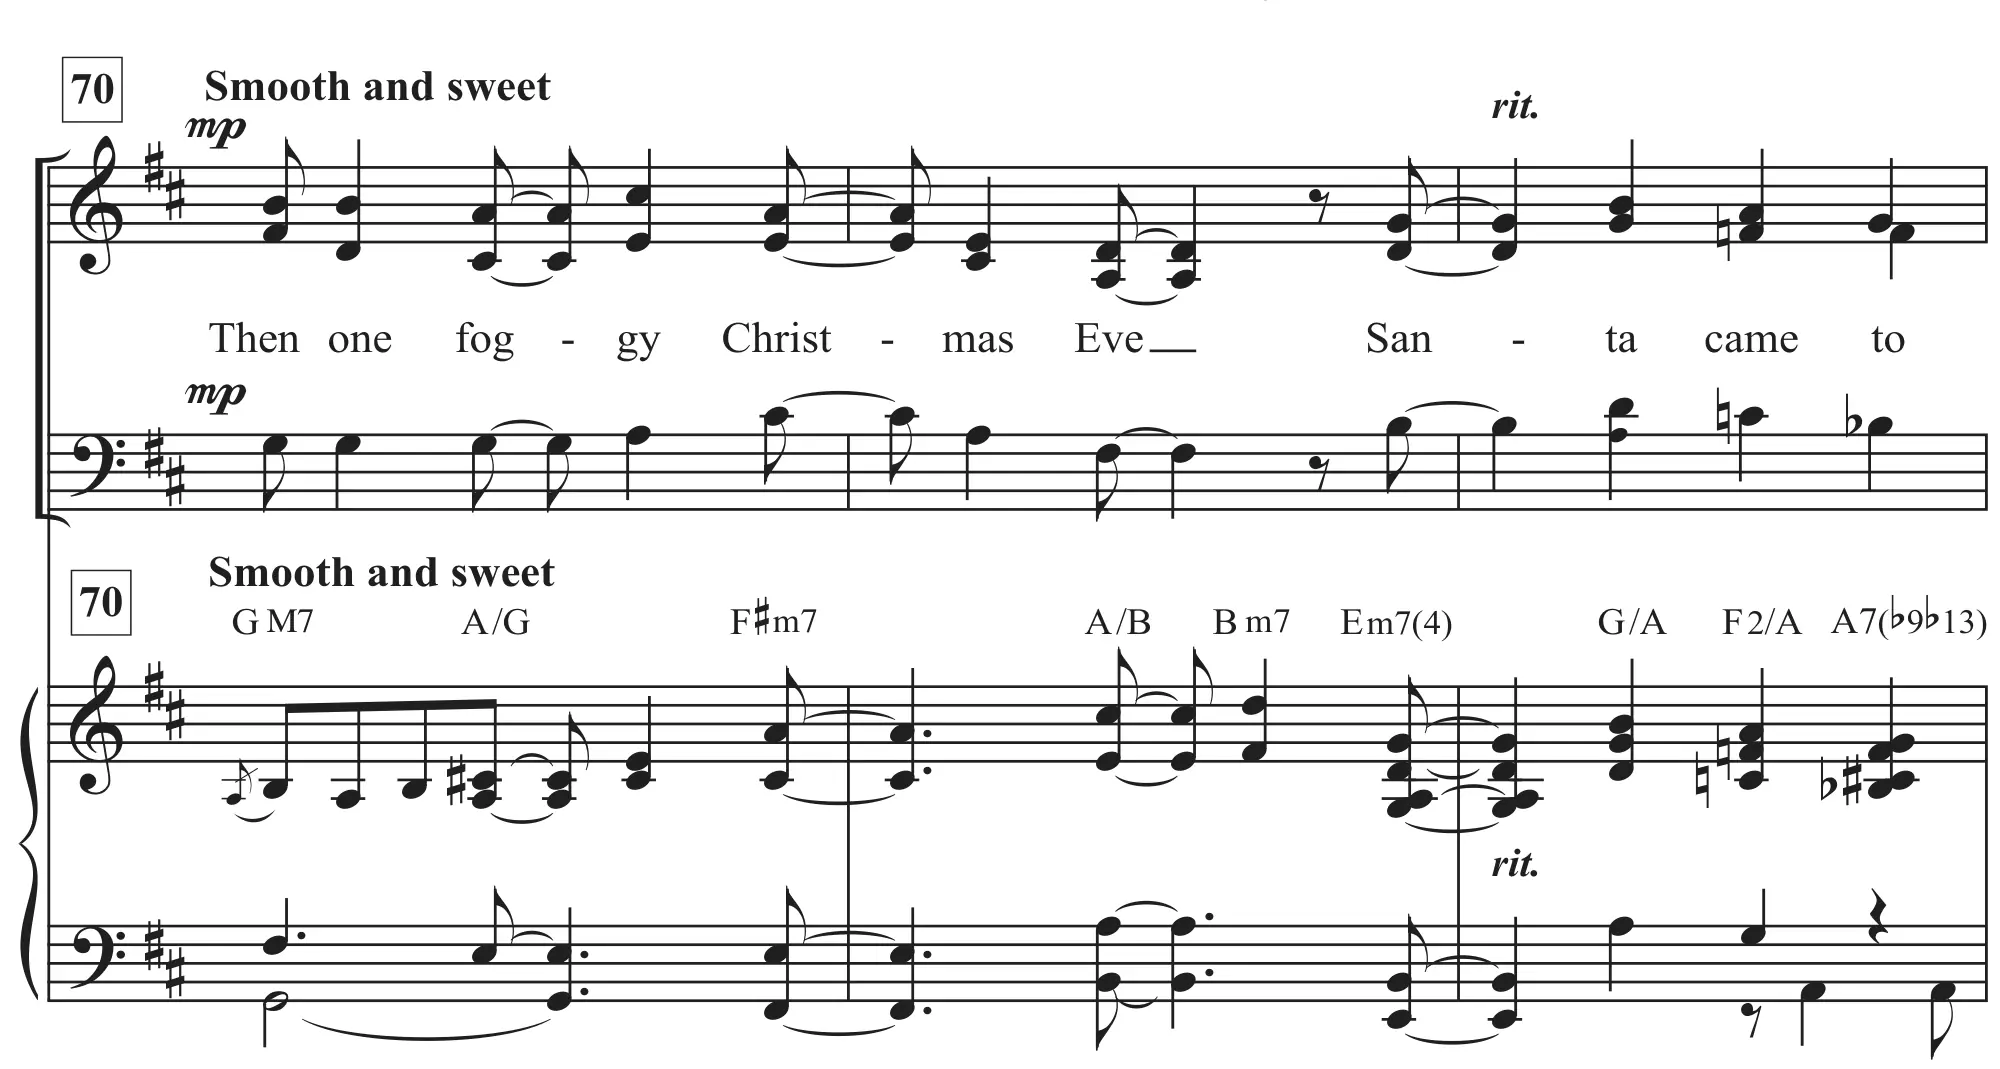 70 Smooth and sweet
mp
rit.
Then one fog - gy Christ - mas Eve San - ta came to
mp
70 Smooth and sweet
G M7 A/G F♯m7 A/B B m7 E m7(4) G/A F2/A A7(♭9♭13)
rit.